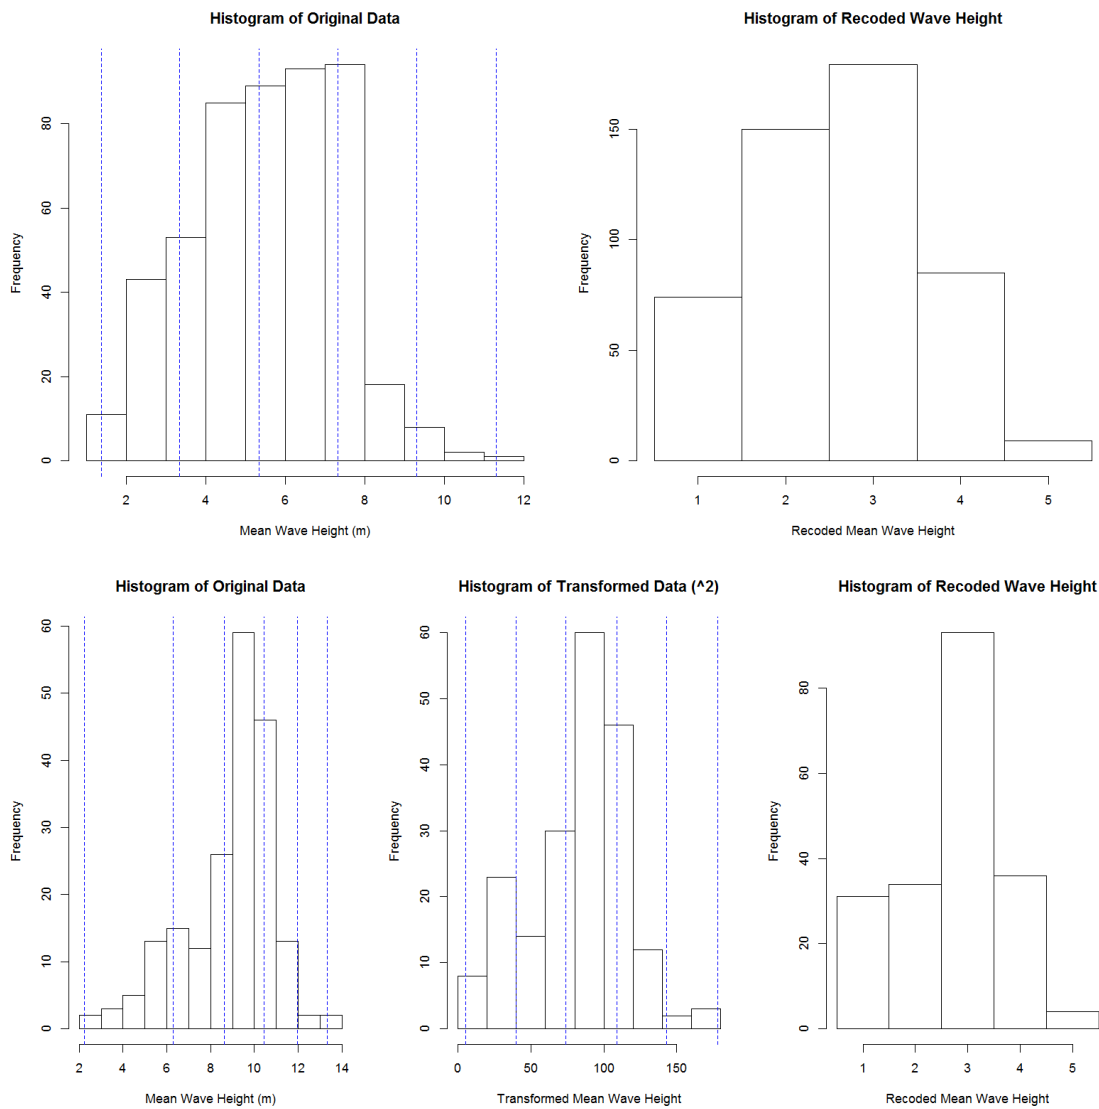 Histogram of Original Data
Frequency
0
20
40
60
80
2 4 6 8 10 12
Mean Wave Height (m)
Histogram of Recoded Wave Height
Frequency
0
50
100
150
1 2 3 4 5
Recoded Mean Wave Height
Histogram of Original Data
Frequency
0
10
20
30
40
50
60
2 4 6 8 10 12 14
Mean Wave Height (m)
Histogram of Transformed Data (^2)
Frequency
0
10
20
30
40
50
60
0 50 100 150
Transformed Mean Wave Height
Histogram of Recoded Wave Height
Frequency
0
20
40
60
80
1 2 3 4 5
Recoded Mean Wave Height